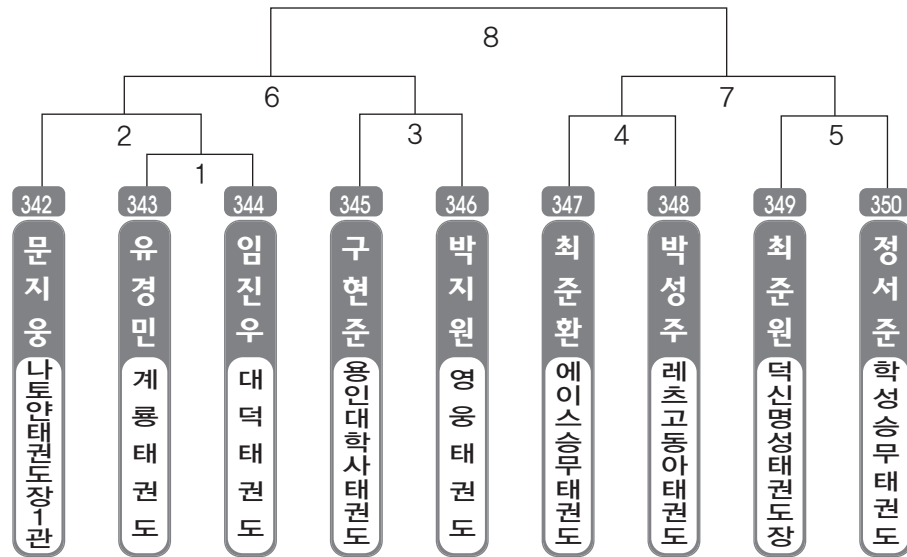 8
6
7
2
3
4
5
1
342
343
344
345
346
347
348
349
350
문지웅
유경민
임진우
구현준
박지원
최준환
박성주
최준원
정서준
나토얀태권도장1관
계룡태권도
대덕태권도
용인대학사태권도
영웅태권도
에이스승무태권도
레츠고동아태권도
덕신명성태권도장
학성승무태권도